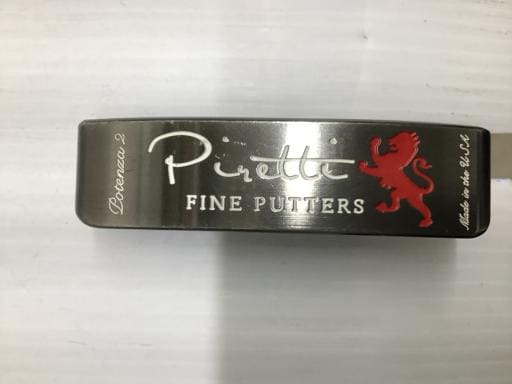 Potenza 2
Piretti
FINE PUTTERS
Made in the USA